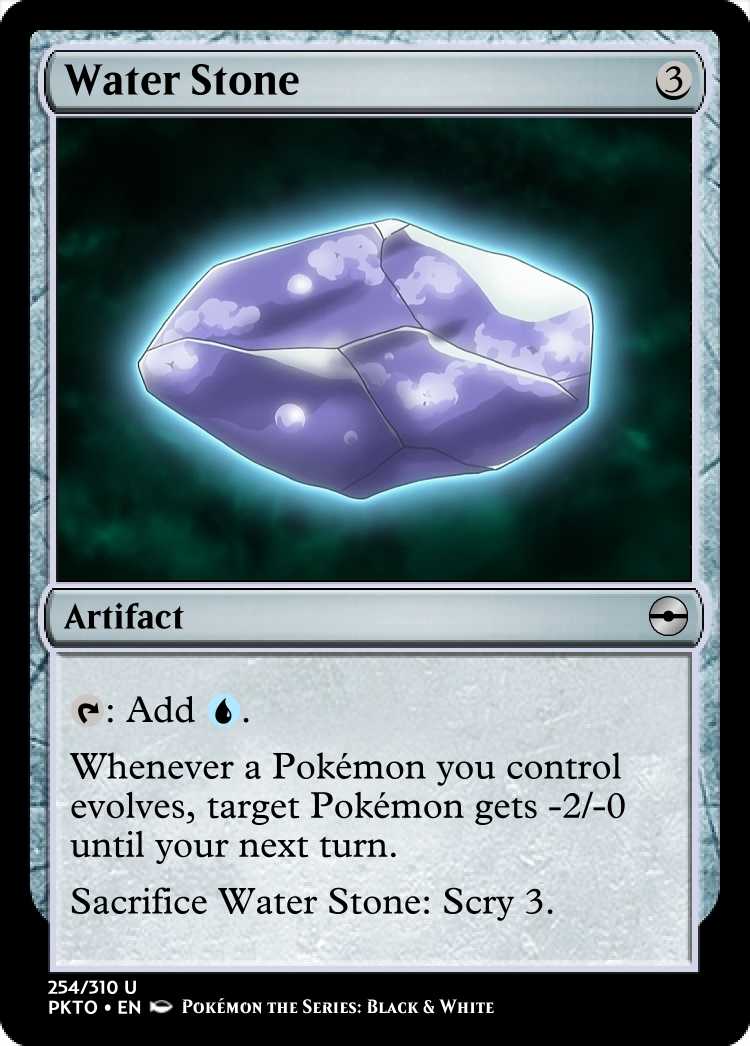 Water Stone 3
Artifact
: Add .
Whenever a Pokémon you control
evolves, target Pokémon gets -2/-0
until your next turn.
Sacrifice Water Stone: Scry 3.
254/310 U
PKTO • EN Pokémon the Series: Black & White